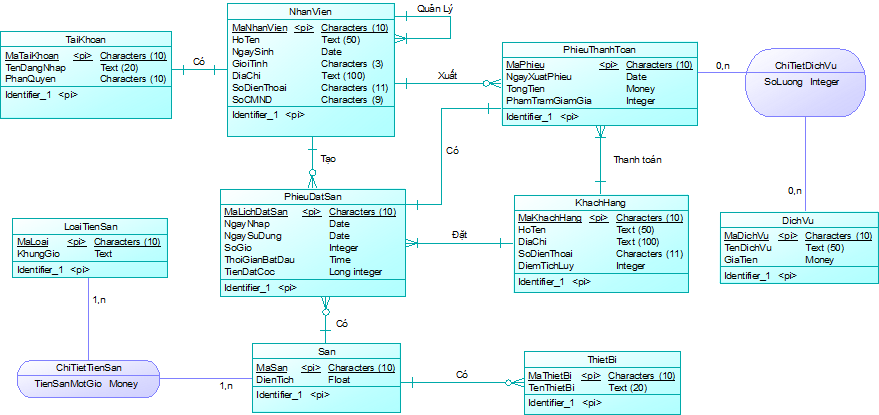 NhanVien
MaNhanVien <pi> Characters (10)
HoTen Text (50)
NgaySinh Date
GioiTinh Characters (3)
DiaChi Text (100)
SoDienThoai Characters (11)
SoCMND Characters (9)
Identifier_1 <pi>
Quản Lý
TaiKhoan
MaTaiKhoan <pi> Characters (10)
TenDangNhap Text (20)
PhanQuyen Characters (10)
Identifier_1 <pi>
Có
PhieuThanhToan
MaPhieu <pi> Characters (10)
NgayXuatPhieu Date
TongTien Money
PhamTramGiamGia Integer
Identifier_1 <pi>
Xuất
0,n
ChiTietDichVu
SoLuong Integer
0,n
Tạo
Có
Thanh toán
PhieuDatSan
MaLichDatSan <pi> Characters (10)
NgayNhap Date
NgaySuDung Date
SoGio Integer
ThoiGianBatDau Time
TienDatCoc Long integer
Identifier_1 <pi>
Đặt
KhachHang
MaKhachHang <pi> Characters (10)
HoTen Text (50)
DiaChi Text (100)
SoDienThoai Characters (11)
DiemTichLuy Integer
Identifier_1 <pi>
DichVu
MaDichVu <pi> Characters (10)
TenDichVu Text (50)
GiaTien Money
Identifier_1 <pi>
LoaiTienSan
MaLoai <pi> Characters (10)
KhungGio Text
Identifier_1 <pi>
1,n
ChiTietTienSan
TienSanMotGio Money
1,n
Có
San
MaSan <pi> Characters (10)
DienTich Float
Identifier_1 <pi>
Có
ThietBi
MaThietBi <pi> Characters (10)
TenThietBi Text (20)
Identifier_1 <pi>